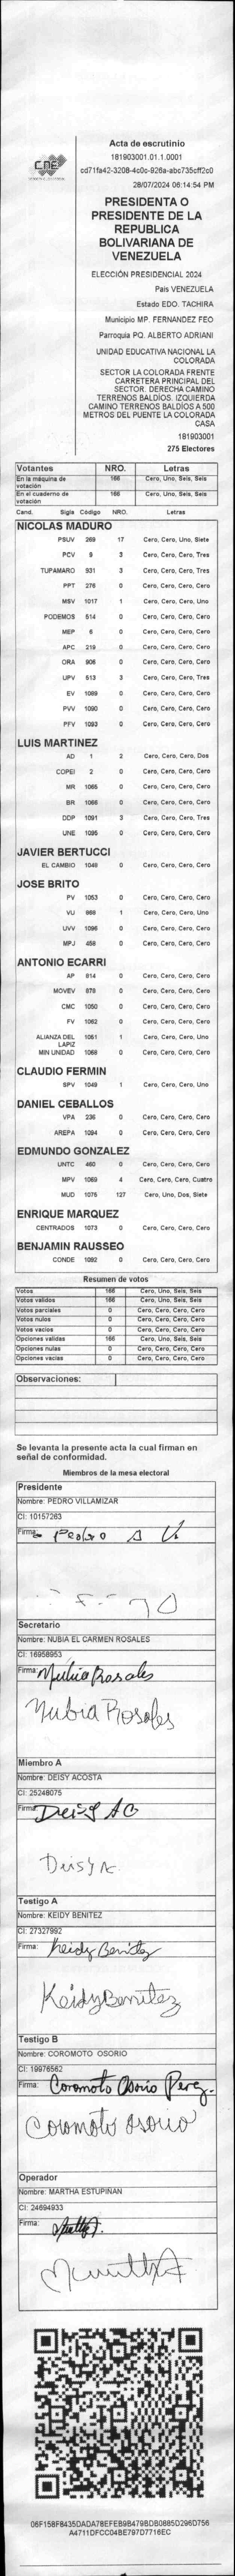 CNE
Acta de escrutinio
181903001.01.1.0001
cd71fa42-3208-4c0c-926a-abc735cff2c0
28/07/2024 06:14:54 PM
PRESIDENTA O
PRESIDENTE DE LA
REPUBLICA
BOLIVARIANA DE
VENEZUELA
ELECCIÓN PRESIDENCIAL 2024
Pais VENEZUELA
Estado EDO. TACHIRA
Municipio MP. FERNANDEZ FEO
Parroquia PQ. ALBERTO ADRIANI
UNIDAD EDUCATIVA NACIONAL LA
COLORADA
SECTOR LA COLORADA FRENTE
CARRETERA PRINCIPAL DEL
SECTOR. DERECHA CAMINO
TERRENOS BALDÍOS. IZQUIERDA
CAMINO TERRENOS BALDÍOS A 500
METROS DEL PUENTE LA COLORADA
CASA
181903001
275 Electores
Votantes NRO. Letras
En la máquina de votación 166 Cero, Uno, Seis, Seis
En el cuaderno de votación 166 Cero, Uno, Seis, Seis
Cand. Sigla Código NRO. Letras
NICOLAS MADURO
PSUV 269 17 Cero, Cero, Uno, Siete
PCV 9 3 Cero, Cero, Cero, Tres
TUPAMARO 931 3 Cero, Cero, Cero, Tres
PPT 276 0 Cero, Cero, Cero, Cero
MSV 1017 1 Cero, Cero, Cero, Uno
PODEMOS 514 0 Cero, Cero, Cero, Cero
MEP 6 0 Cero, Cero, Cero, Cero
APC 219 0 Cero, Cero, Cero, Cero
ORA 906 0 Cero, Cero, Cero, Cero
UPV 513 3 Cero, Cero, Cero, Tres
EV 1089 0 Cero, Cero, Cero, Cero
PVV 1090 0 Cero, Cero, Cero, Cero
PFV 1093 0 Cero, Cero, Cero, Cero
LUIS MARTINEZ
AD 1 2 Cero, Cero, Cero, Dos
COPEI 2 0 Cero, Cero, Cero, Cero
MR 1065 0 Cero, Cero, Cero, Cero
BR 1066 0 Cero, Cero, Cero, Cero
DDP 1091 3 Cero, Cero, Cero, Tres
UNE 1095 0 Cero, Cero, Cero, Cero
JAVIER BERTUCCI
EL CAMBIO 1048 0 Cero, Cero, Cero, Cero
JOSE BRITO
PV 1053 0 Cero, Cero, Cero, Cero
VU 968 1 Cero, Cero, Cero, Uno
UVV 1096 0 Cero, Cero, Cero, Cero
MPJ 458 0 Cero, Cero, Cero, Cero
ANTONIO ECARRI
AP 914 0 Cero, Cero, Cero, Cero
MOVEV 879 0 Cero, Cero, Cero, Cero
CMC 1050 0 Cero, Cero, Cero, Cero
FV 1062 0 Cero, Cero, Cero, Cero
ALIANZA DEL LAPIZ 1051 1 Cero, Cero, Cero, Uno
MIN UNIDAD 1068 0 Cero, Cero, Cero, Cero
CLAUDIO FERMIN
SPV 1049 1 Cero, Cero, Cero, Uno
DANIEL CEBALLOS
VPA 236 0 Cero, Cero, Cero, Cero
AREPA 1094 0 Cero, Cero, Cero, Cero
EDMUNDO GONZALEZ
UNTC 460 0 Cero, Cero, Cero, Cero
MPV 1069 4 Cero, Cero, Cero, Cuatro
MUD 1075 127 Cero, Uno, Dos, Siete
ENRIQUE MARQUEZ
CENTRADOS 1073 0 Cero, Cero, Cero, Cero
BENJAMIN RAUSSEO
CONDE 1092 0 Cero, Cero, Cero, Cero
Resumen de votos
Votos 166 Cero, Uno, Seis, Seis
Votos validos 166 Cero, Uno, Seis, Seis
Votos parciales 0 Cero, Cero, Cero, Cero
Votos nulos 0 Cero, Cero, Cero, Cero
Votos vacios 0 Cero, Cero, Cero, Cero
Opciones validas 166 Cero, Uno, Seis, Seis
Opciones nulas 0 Cero, Cero, Cero, Cero
Opciones vacias 0 Cero, Cero, Cero, Cero
Observaciones:
Se levanta la presente acta la cual firman en
señal de conformidad.
Miembros de la mesa electoral
Presidente
Nombre: PEDRO VILLAMIZAR
CI: 10157263
Firma: Pedro A V
Secretario
Nombre: NUBIA EL CARMEN ROSALES
CI: 16958953
Firma: Nubia Rosales
Nubia Rosales
Miembro A
Nombre: DEISY ACOSTA
CI: 25248075
Firma: Deisy AC
Deisy A
Testigo A
Nombre: KEIDY BENITEZ
CI: 27327992
Firma: Keidy Benitez
Keidy Benitez
Testigo B
Nombre: COROMOTO OSORIO
CI: 19976562
Firma: Coromoto Osorio Perez.
Coromoto Osorio
Operador
Nombre: MARTHA ESTUPIÑAN
CI: 24694933
Firma:
06F158F8435DADA78EFEB9B479BDB0885D296D756
A4711DFCC04BE797D7716EC